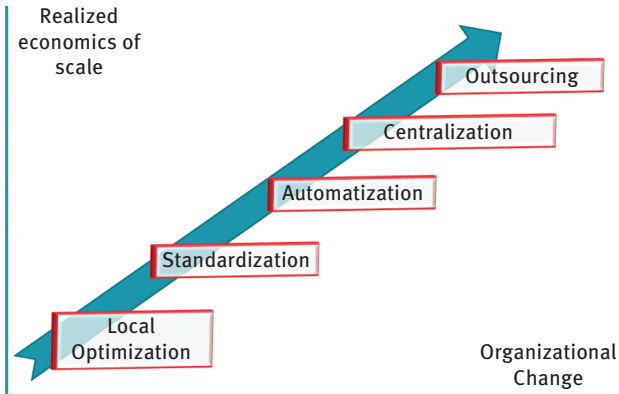 Realized
economics of
scale
Outsourcing
Centralization
Automatization
Standardization
Local
Optimization
Organizational
Change